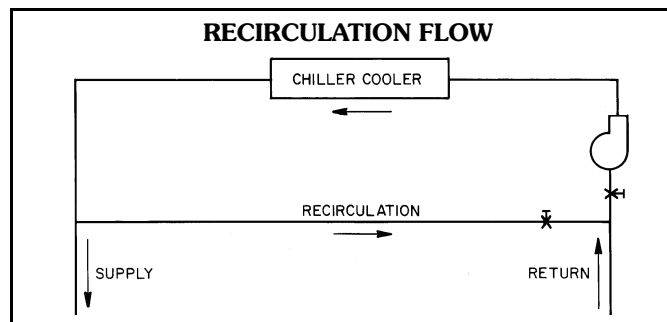 RECIRCULATION FLOW
CHILLER COOLER
RECIRCULATION
SUPPLY
RETURN